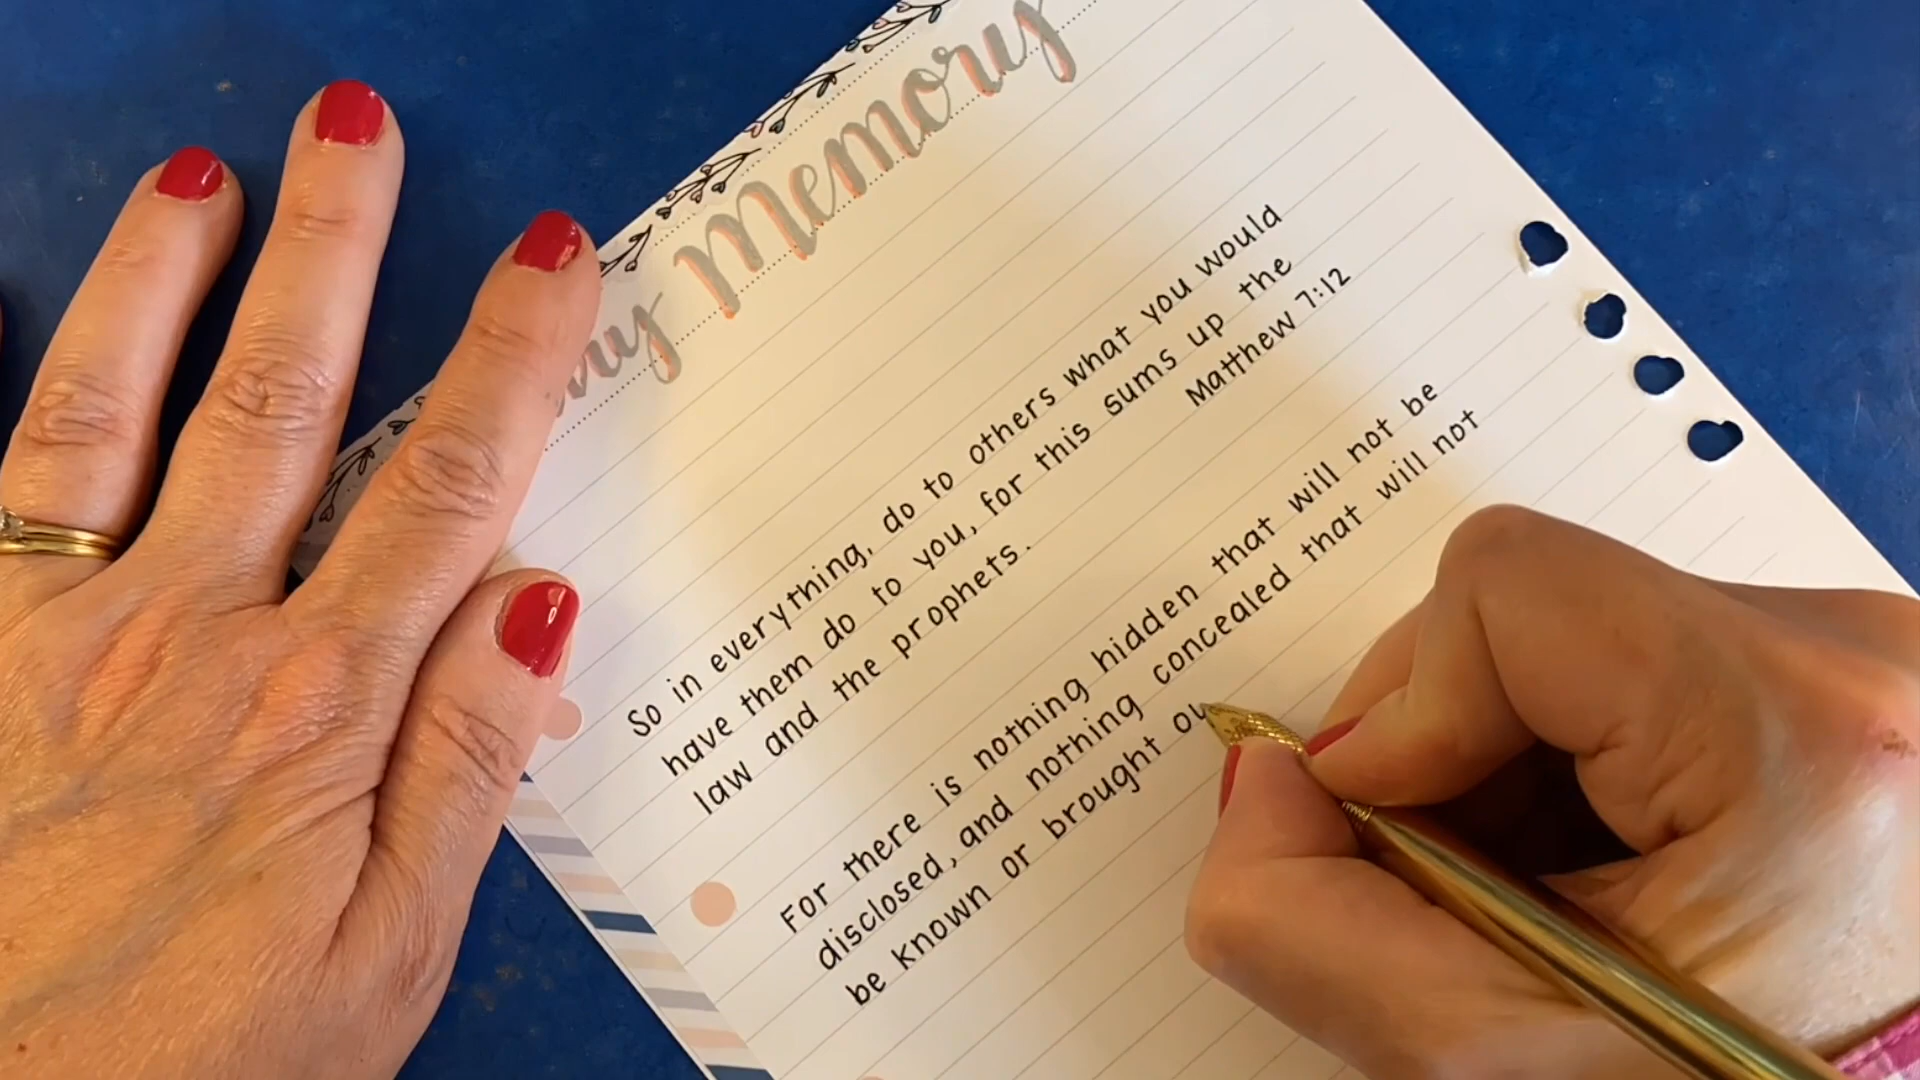 Memory
So in everything, do to others what you would
have them do to you, for this sums up the
law and the prophets.
Matthew 7:12
For there is nothing hidden that will not be
disclosed, and nothing concealed that will not
be known or brought ou